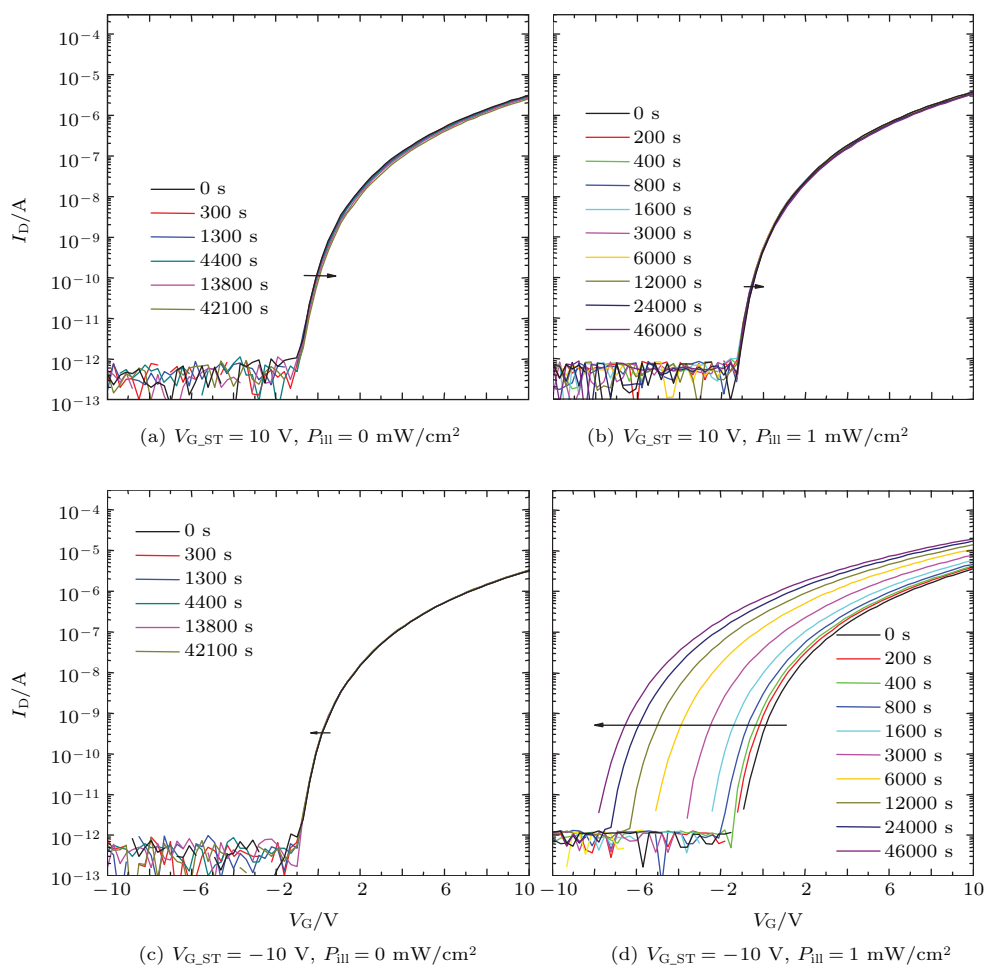 10⁻⁴
10⁻⁵
10⁻⁶
10⁻⁷
10⁻⁸
10⁻⁹
10⁻¹⁰
10⁻¹¹
10⁻¹²
10⁻¹³
I_D/A
0 s
300 s
1300 s
4400 s
13800 s
42100 s
(a) V_G_ST = 10 V, P_ill = 0 mW/cm²
0 s
200 s
400 s
800 s
1600 s
3000 s
6000 s
12000 s
24000 s
46000 s
(b) V_G_ST = 10 V, P_ill = 1 mW/cm²
10⁻⁴
10⁻⁵
10⁻⁶
10⁻⁷
10⁻⁸
10⁻⁹
10⁻¹⁰
10⁻¹¹
10⁻¹²
10⁻¹³
I_D/A
0 s
300 s
1300 s
4400 s
13800 s
42100 s
−10 −6 −2 2 6 10
V_G/V
(c) V_G_ST = −10 V, P_ill = 0 mW/cm²
0 s
200 s
400 s
800 s
1600 s
3000 s
6000 s
12000 s
24000 s
46000 s
−10 −6 −2 2 6 10
V_G/V
(d) V_G_ST = −10 V, P_ill = 1 mW/cm²